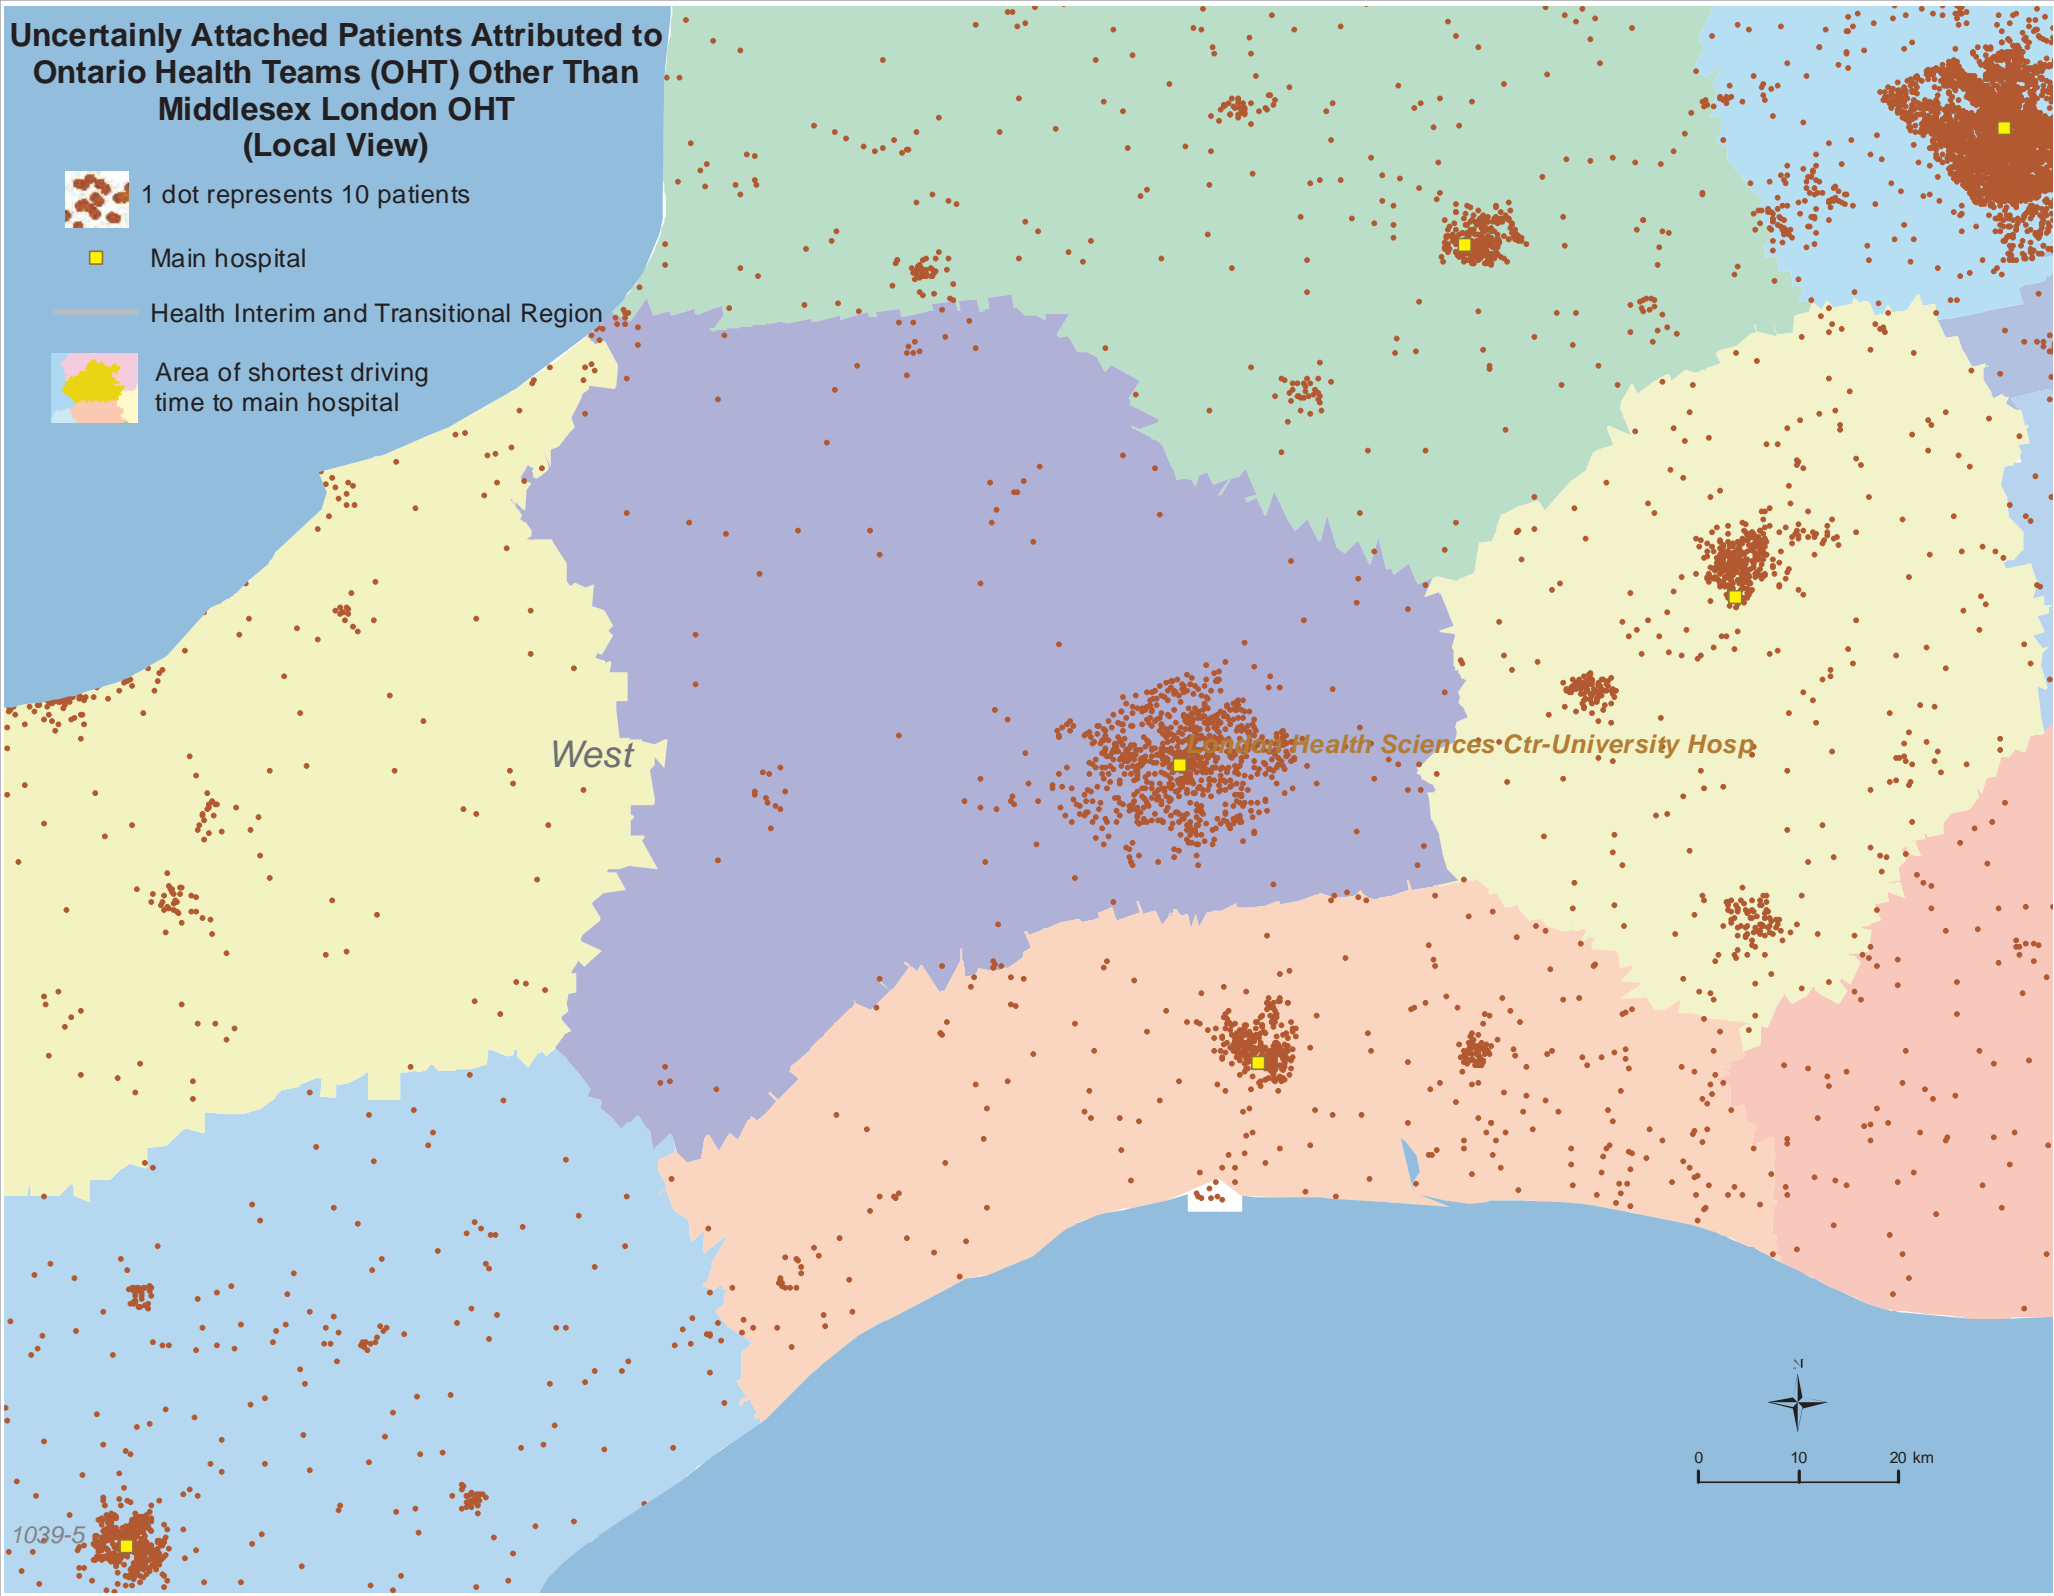 Uncertainly Attached Patients Attributed to
Ontario Health Teams (OHT) Other Than
Middlesex London OHT
(Local View)
1 dot represents 10 patients
Main hospital
Health Interim and Transitional Region
Area of shortest driving
time to main hospital
West
London Health Sciences Ctr-University Hosp
N
0 10 20 km
1039-5